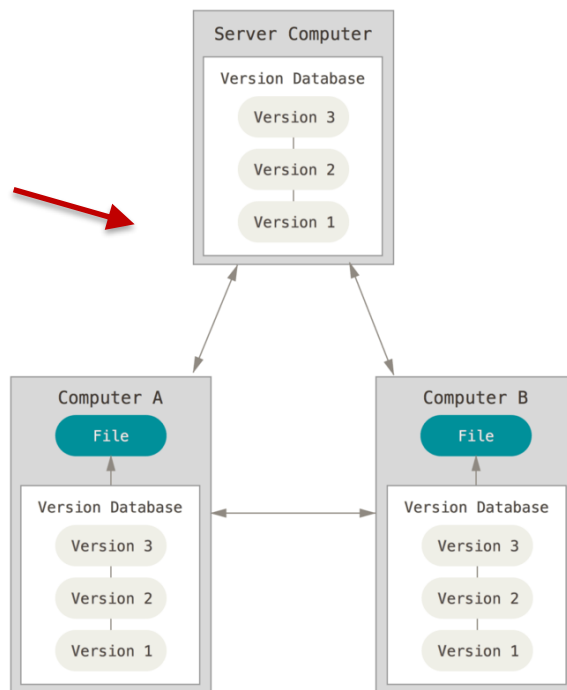 Server Computer
Version Database
Version 3
Version 2
Version 1
Computer A
File
Version Database
Version 3
Version 2
Version 1
Computer B
File
Version Database
Version 3
Version 2
Version 1